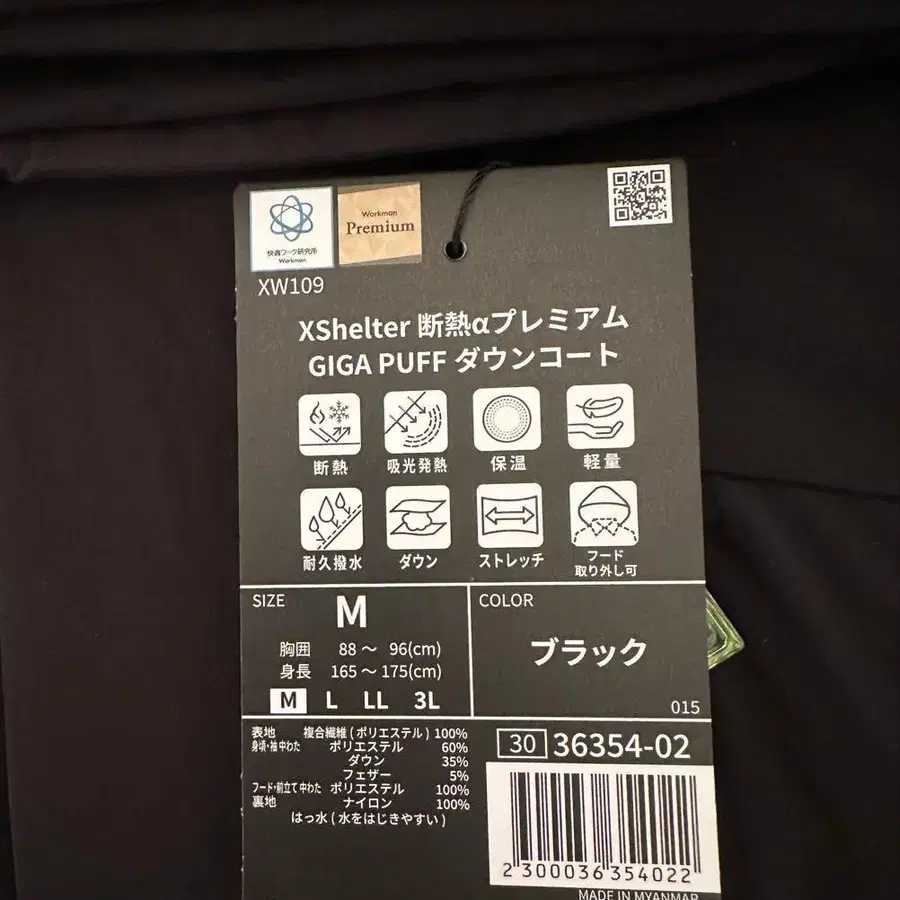 快適ワーク研究所
Workman
Workman
Premium
XW109
XShelter 断熱αプレミアム
GIGA PUFF ダウンコート
断熱 吸光発熱 保温 軽量
耐久撥水 ダウン ストレッチ フード
取り外し可
SIZE
M
胸囲 88～ 96(cm)
身長 165～175(cm)
M L LL 3L
COLOR
ブラック
015
表地 複合繊維(ポリエステル)100%
身頃・袖中わた ポリエステル 60%
ダウン 35%
フェザー 5%
フード・前立て中わた ポリエステル 100%
裏地 ナイロン 100%
はっ水(水をはじきやすい)
30 36354-02
2300036354022
MADE IN MYANMAR